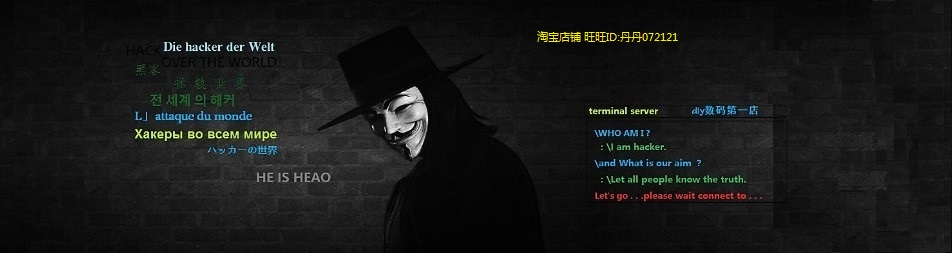 Die hacker der Welt
HACK
OVER THE WORLD
黑客
拯 救 世 界
전 세계 의 해커
L」attaque du monde
Хакеры во всем мире
ハッカーの世界
HE IS HEAO
淘宝店铺 旺旺ID:丹丹072121
terminal server
diy数码第一店
\WHO AM I ?
: \I am hacker.
\and What is our aim ?
: \Let all people know the truth.
Let's go . . .please wait connect to . . .